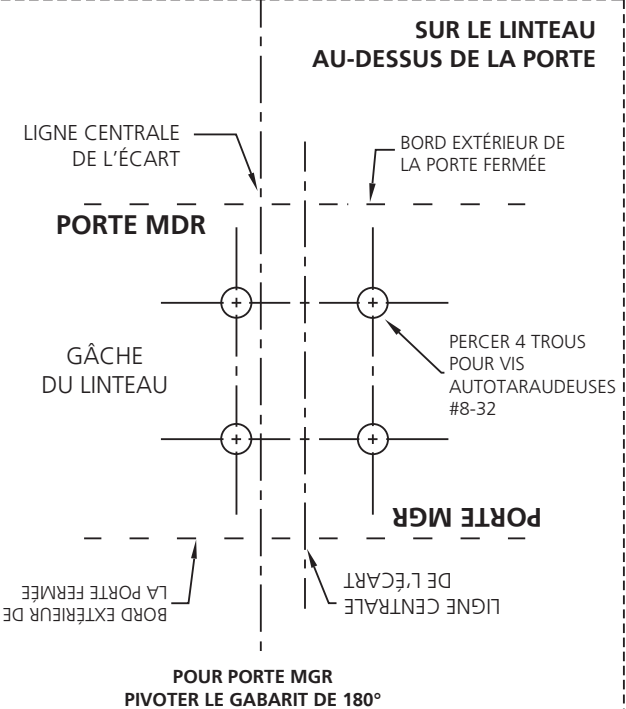 SUR LE LINTEAU
AU-DESSUS DE LA PORTE
LIGNE CENTRALE
DE L'ÉCART
BORD EXTÉRIEUR DE
LA PORTE FERMÉE
PORTE MDR
GÂCHE
DU LINTEAU
PERCER 4 TROUS
POUR VIS
AUTOTARAUDEUSES
#8-32
PORTE MGR
BORD EXTÉRIEUR DE
LA PORTE FERMÉE
LIGNE CENTRALE
DE L'ÉCART
POUR PORTE MGR
PIVOTER LE GABARIT DE 180°